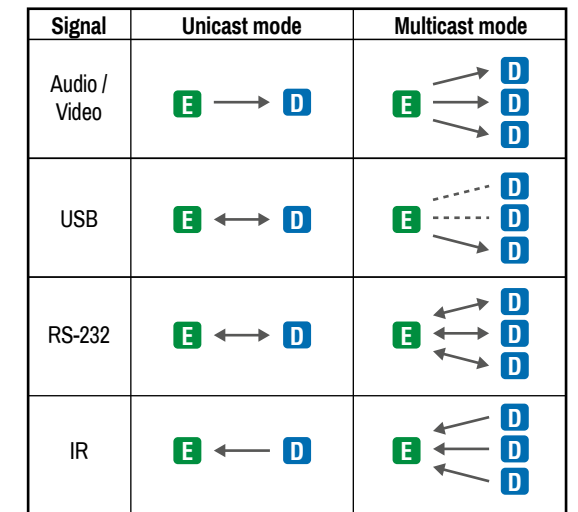 Signal Unicast mode Multicast mode
Audio / Video E D E D D D
USB E D E D D D
RS-232 E D E D D D
IR E D E D D D